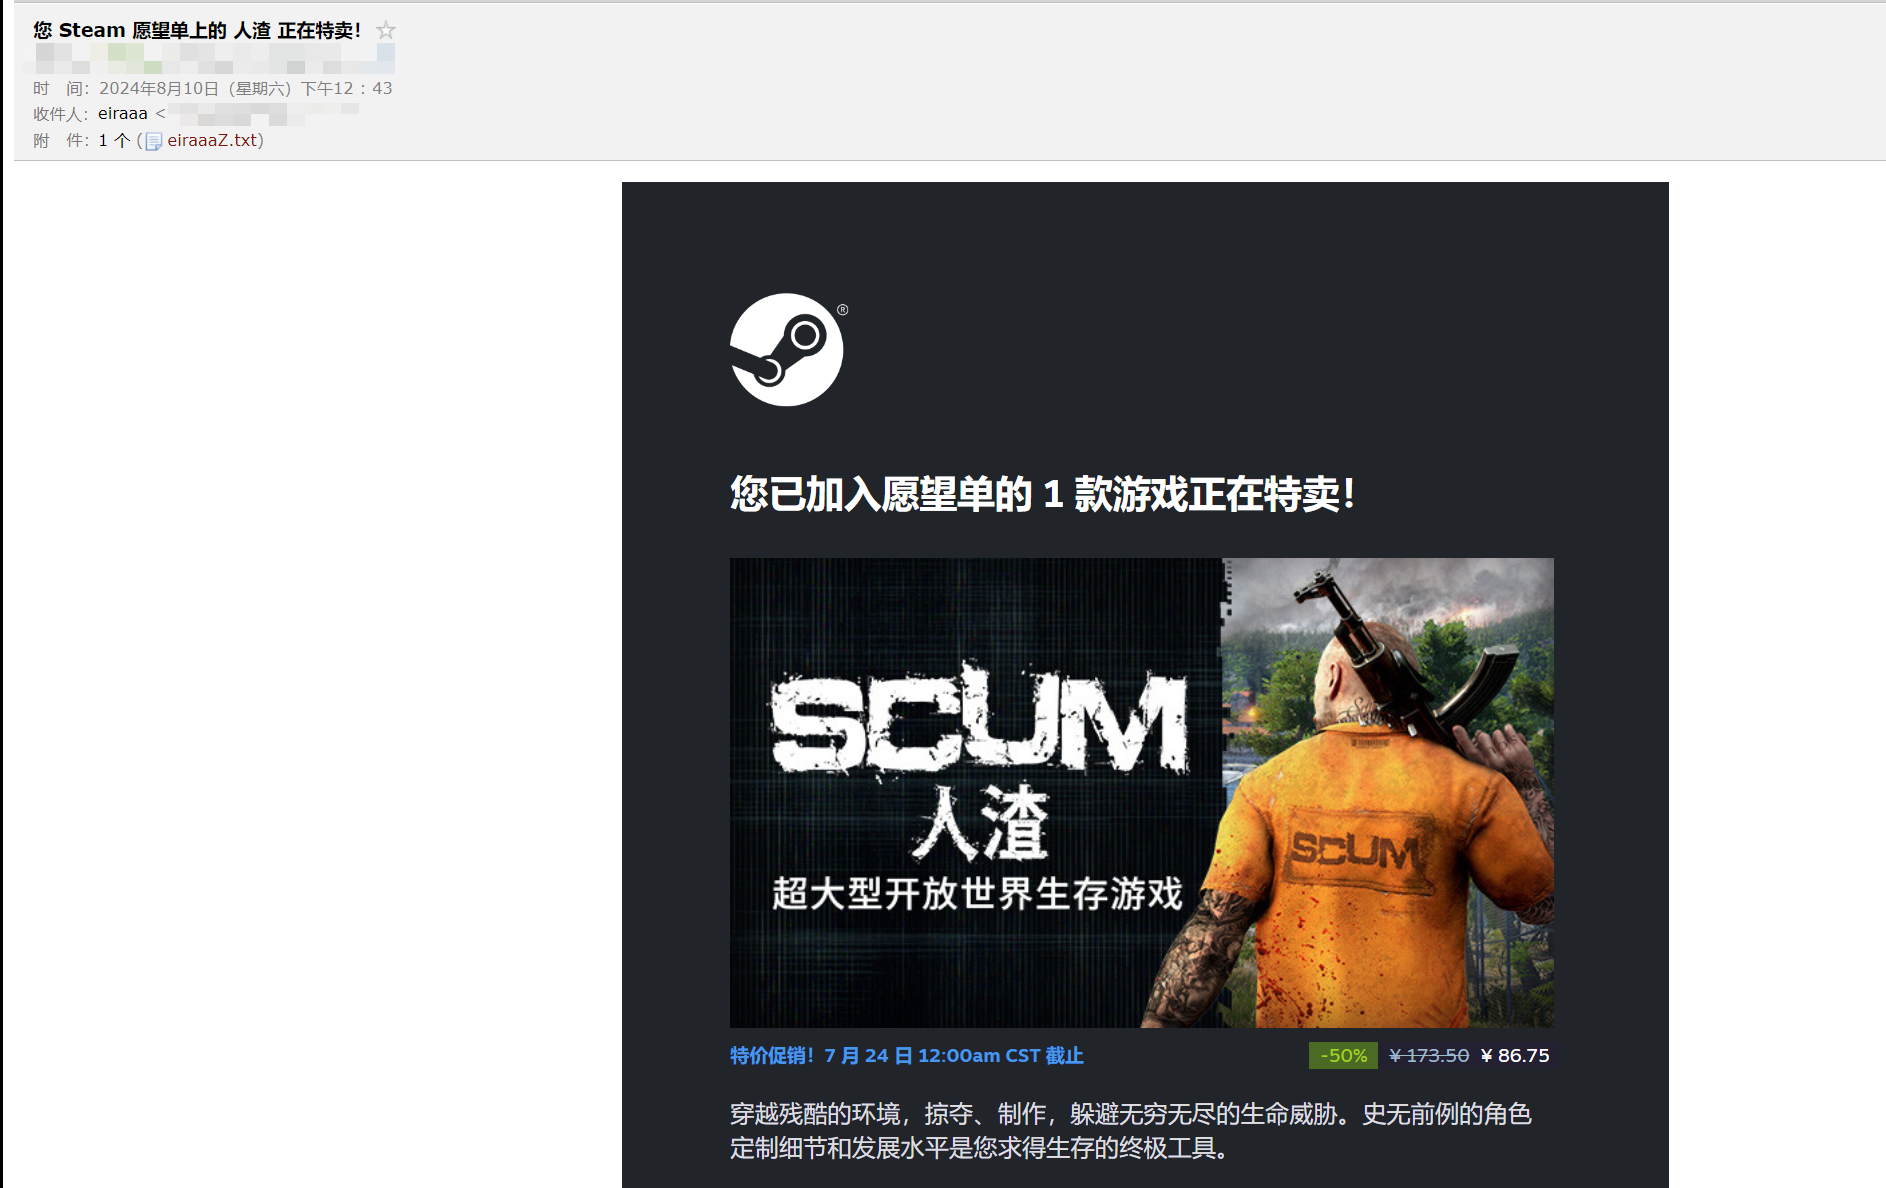 您 Steam 愿望单上的 人渣 正在特卖！
时 间：2024年8月10日（星期六）下午12：43
收件人：eiraaa <
附 件：1 个 (eiraaaZ.txt)
®
您已加入愿望单的 1 款游戏正在特卖！
SCUM
人渣
超大型开放世界生存游戏
SCUM
特价促销！7 月 24 日 12:00am CST 截止
-50% ¥ 173.50 ¥ 86.75
穿越残酷的环境，掠夺、制作，躲避无穷无尽的生命威胁。史无前例的角色
定制细节和发展水平是您求得生存的终极工具。